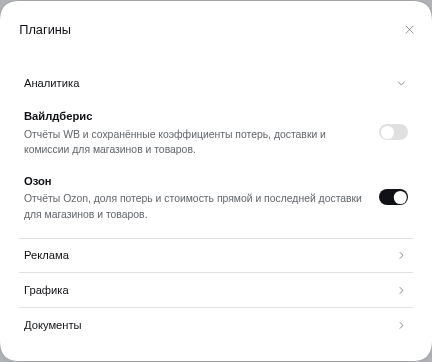 Плагины
Аналитика
Вайлдберис
Отчёты WB и сохранённые коэффициенты потерь, доставки и
комиссии для магазинов и товаров.
Озон
Отчёты Ozon, доля потерь и стоимость прямой и последней доставки
для магазинов и товаров.
Реклама
Графика
Документы